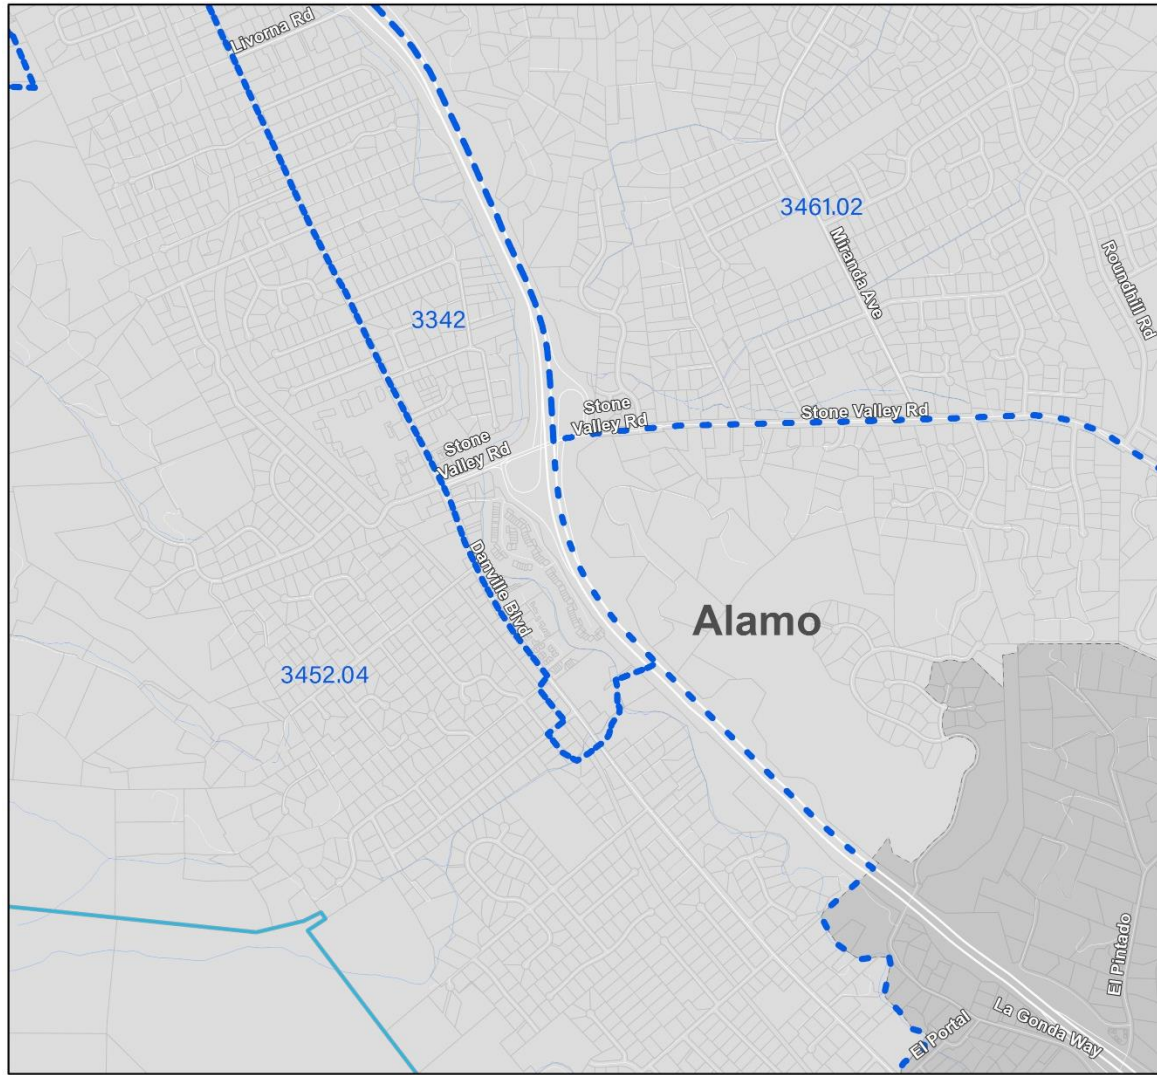 Livorna Rd
3461.02
Miranda Ave
Roundhill Rd
3342
Stone
Valley Rd
Stone Valley Rd
Stone
Valley Rd
Danville Blvd
Alamo
3452.04
El Pintado
La Gonda Way
El Portal